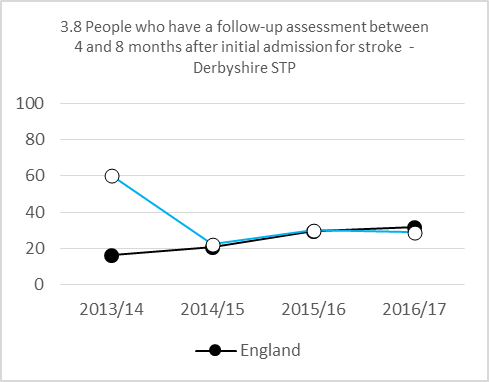 3.8 People who have a follow-up assessment between
4 and 8 months after initial admission for stroke -
Derbyshire STP
100
80
60
40
20
0
2013/14 2014/15 2015/16 2016/17
England